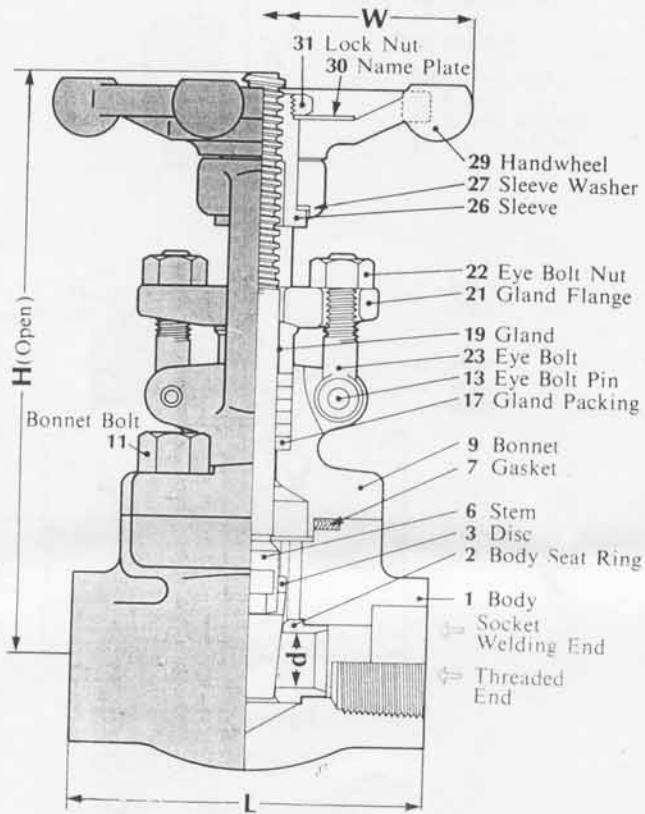 W
31 Lock Nut
30 Name Plate
29 Handwheel
27 Sleeve Washer
26 Sleeve
22 Eye Bolt Nut
21 Gland Flange
H (Open)
19 Gland
23 Eye Bolt
13 Eye Bolt Pin
17 Gland Packing
Bonnet Bolt
11
9 Bonnet
7 Gasket
6 Stem
3 Disc
2 Body Seat Ring
1 Body
Socket
Welding End
d
Threaded
End
L